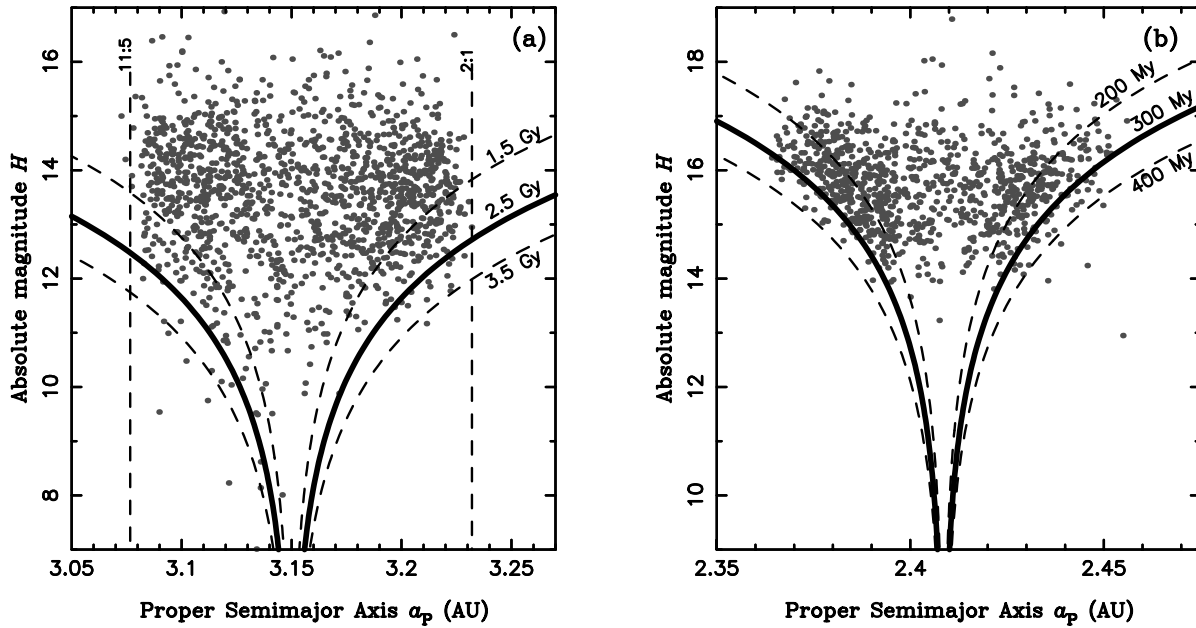 (a)
11:5
2:1
1.5 Gy
2.5 Gy
3.5 Gy
16
14
12
10
8
Absolute magnitude H
3.05
3.1
3.15
3.2
3.25
Proper Semimajor Axis aP (AU)
(b)
200 My
300 My
400 My
18
16
14
12
10
Absolute magnitude H
2.35
2.4
2.45
Proper Semimajor Axis aP (AU)